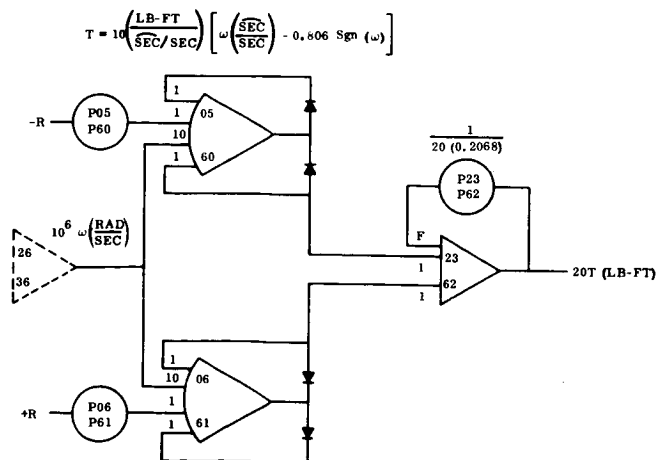 T = 10 (LB-FT / SEC/SEC) [ω (SEC / SEC) - 0.806 Sgn (ω)]
1
-R
P05
P60
1
05
10
1
60
1
20 (0.2068)
P23
P62
10⁶ ω (RAD / SEC)
26
36
F
23
1
62
1
20T (LB-FT)
1
10
06
+R
P06
P61
1
1
61